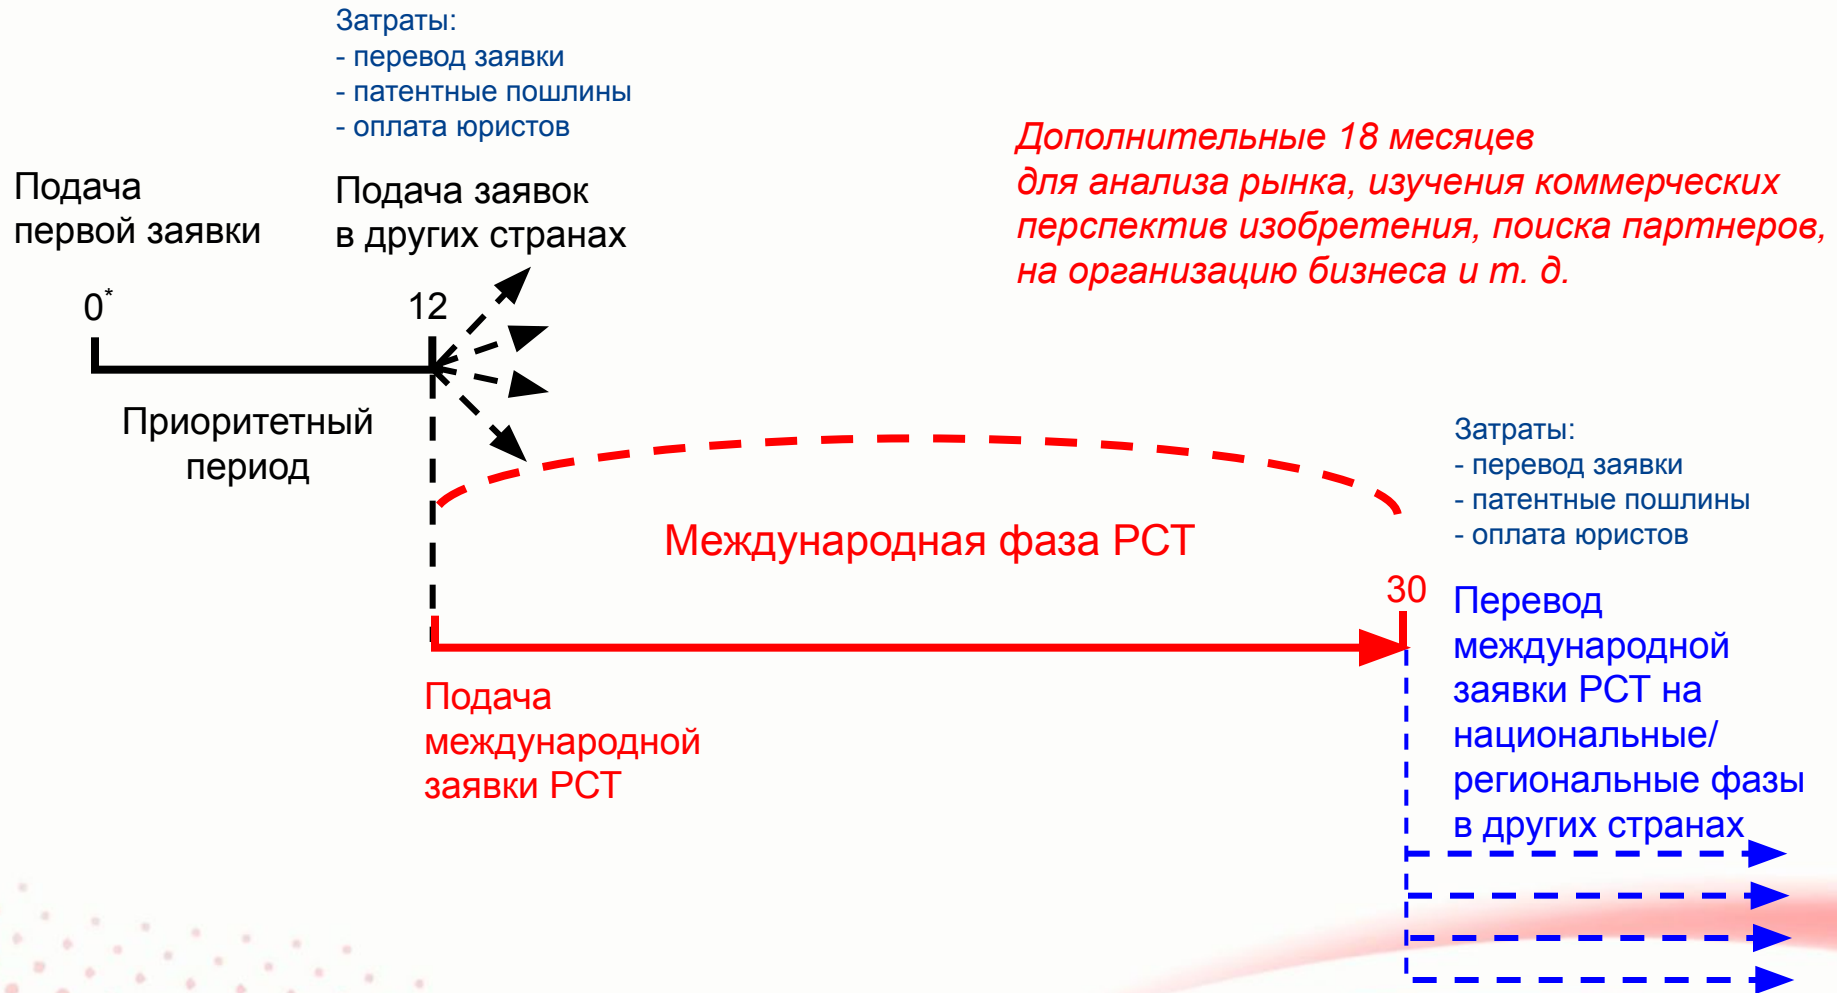 Затраты:
- перевод заявки
- патентные пошлины
- оплата юристов
Подача
первой заявки
Подача заявок
в других странах
Дополнительные 18 месяцев
для анализа рынка, изучения коммерческих
перспектив изобретения, поиска партнеров,
на организацию бизнеса и т. д.
0*
12
Приоритетный
период
Международная фаза PCT
Затраты:
- перевод заявки
- патентные пошлины
- оплата юристов
30
Перевод
международной
заявки PCT на
национальные/
региональные фазы
в других странах
Подача
международной
заявки PCT